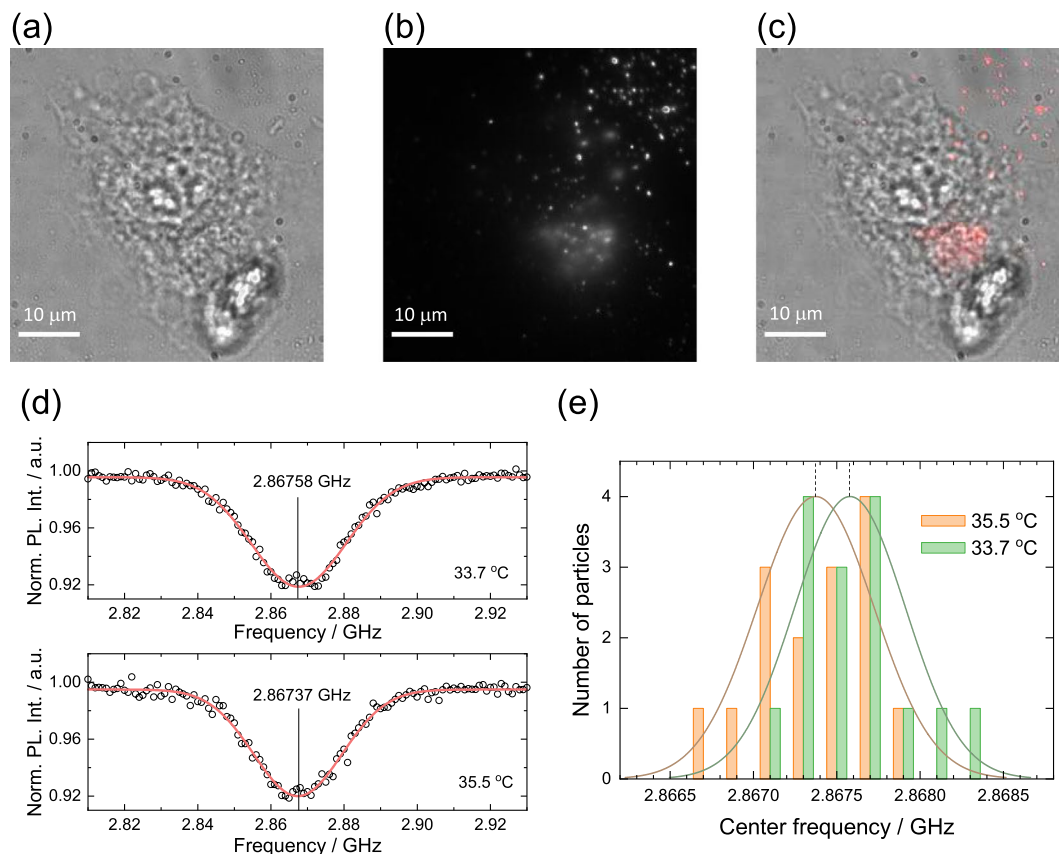 (a)
(b)
(c)
10 μm
10 μm
10 μm
(d)
(e)
Norm. PL. Int. / a.u.
1.00
0.96
0.92
2.86758 GHz
33.7 °C
2.82 2.84 2.86 2.88 2.90 2.92
Frequency / GHz
Norm. PL. Int. / a.u.
1.00
0.96
0.92
2.86737 GHz
35.5 °C
2.82 2.84 2.86 2.88 2.90 2.92
Frequency / GHz
Number of particles
4
3
2
1
0
35.5 °C
33.7 °C
2.8665 2.8670 2.8675 2.8680 2.8685
Center frequency / GHz